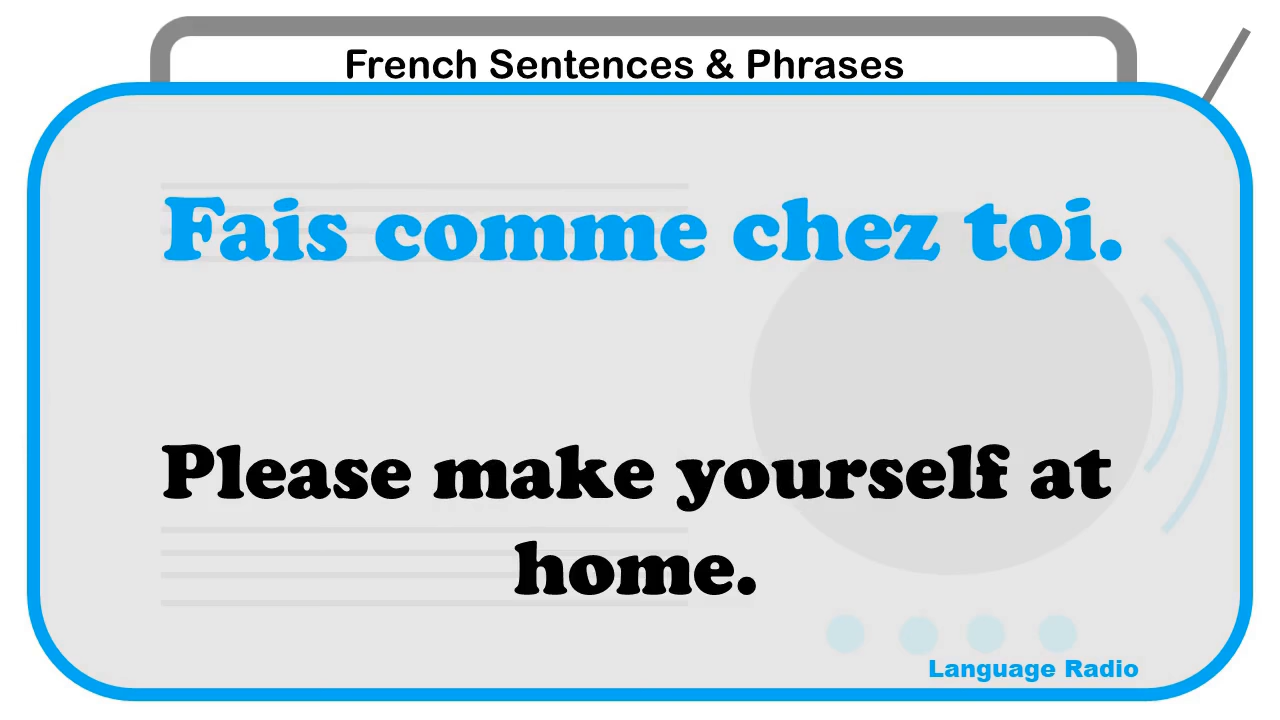 French Sentences & Phrases
Fais comme chez toi.
Please make yourself at
home.
Language Radio